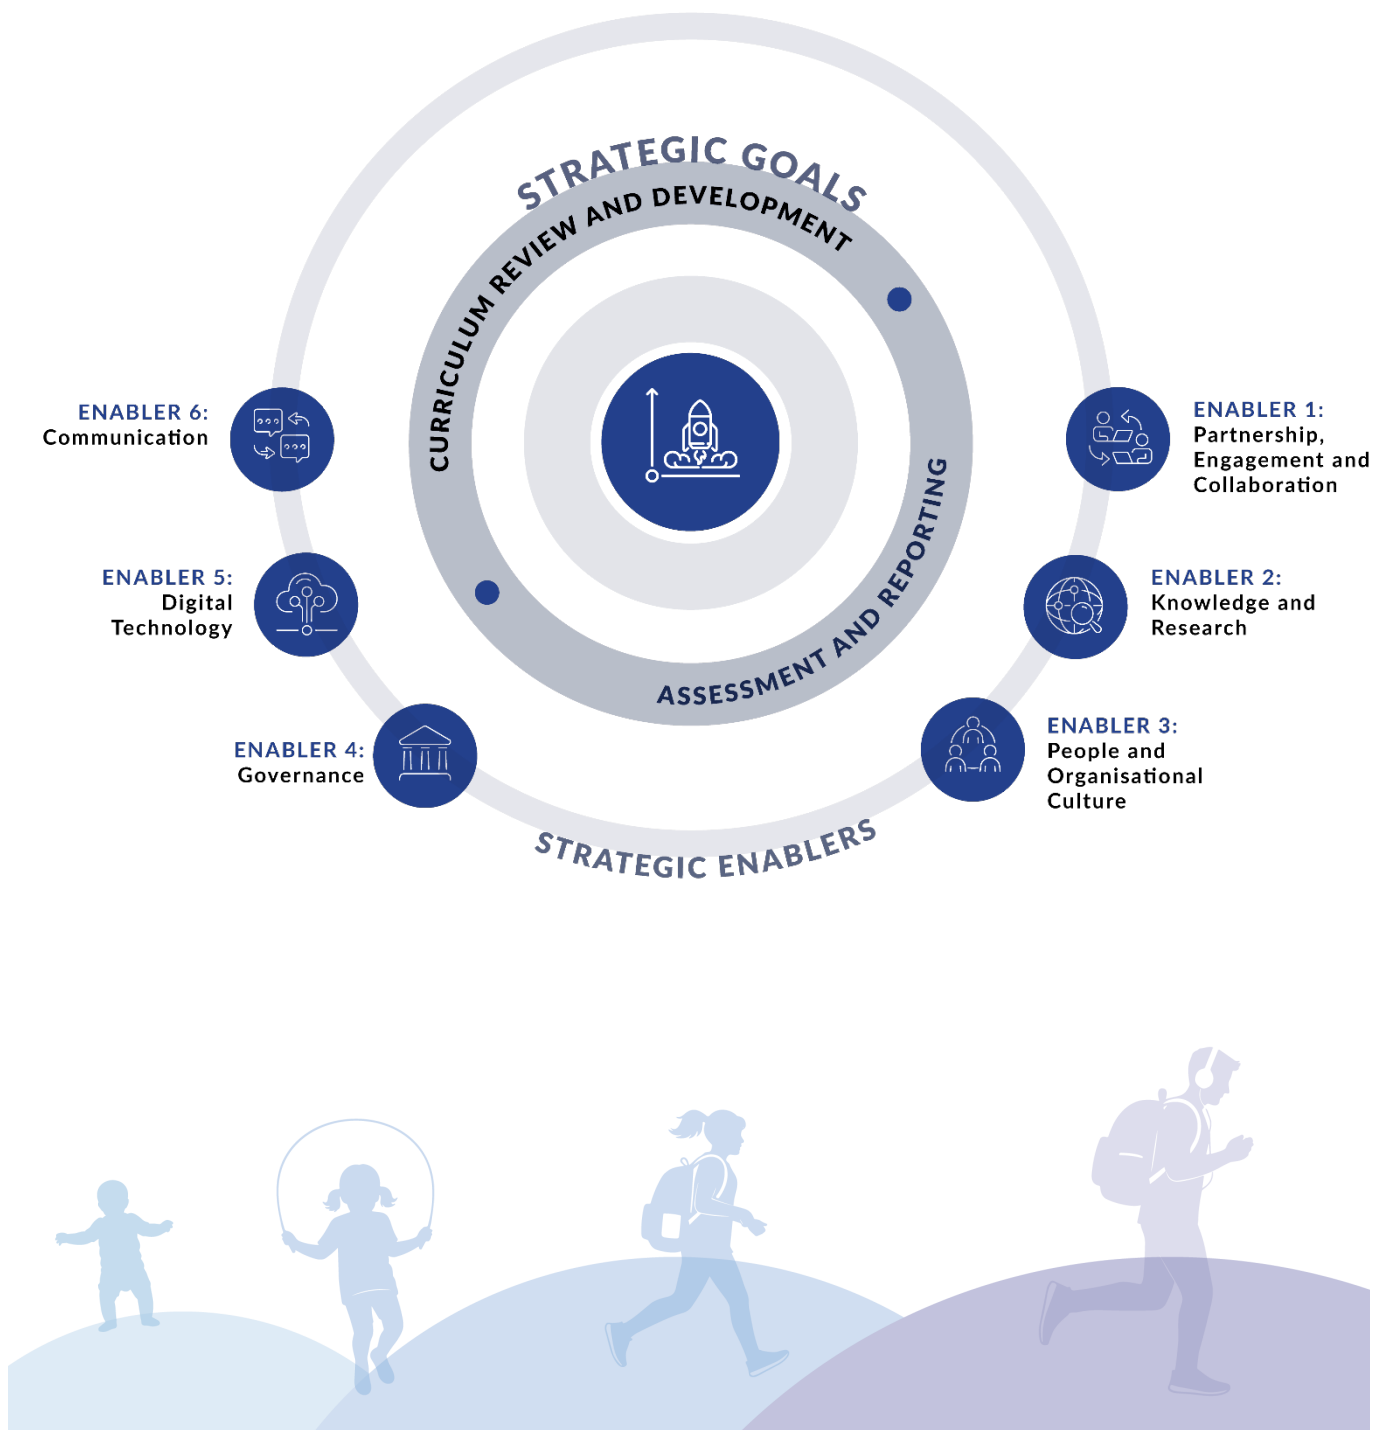 STRATEGIC GOALS
CURRICULUM REVIEW AND DEVELOPMENT
ASSESSMENT AND REPORTING
ENABLER 1:
Partnership,
Engagement and
Collaboration
ENABLER 2:
Knowledge and
Research
ENABLER 3:
People and
Organisational
Culture
ENABLER 4:
Governance
ENABLER 5:
Digital
Technology
ENABLER 6:
Communication
STRATEGIC ENABLERS